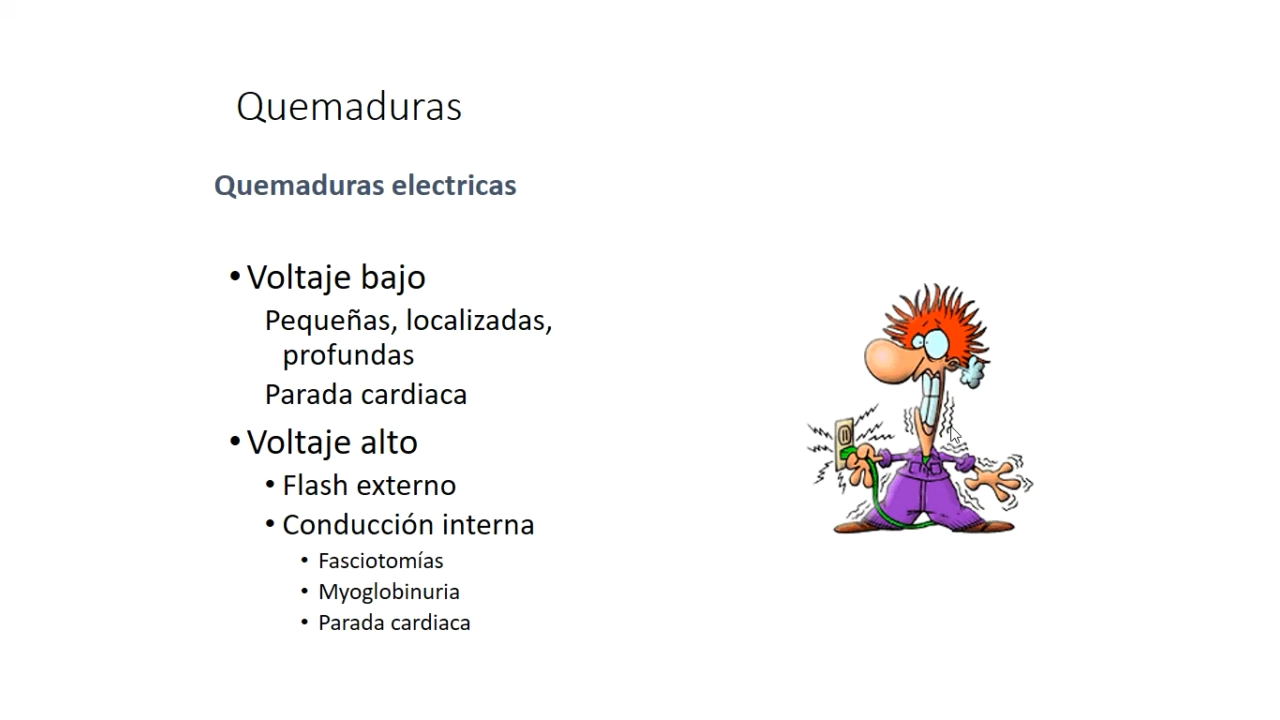 Quemaduras
Quemaduras electricas
• Voltaje bajo
Pequeñas, localizadas,
profundas
Parada cardiaca
• Voltaje alto
• Flash externo
• Conducción interna
• Fasciotomías
• Myoglobinuria
• Parada cardiaca